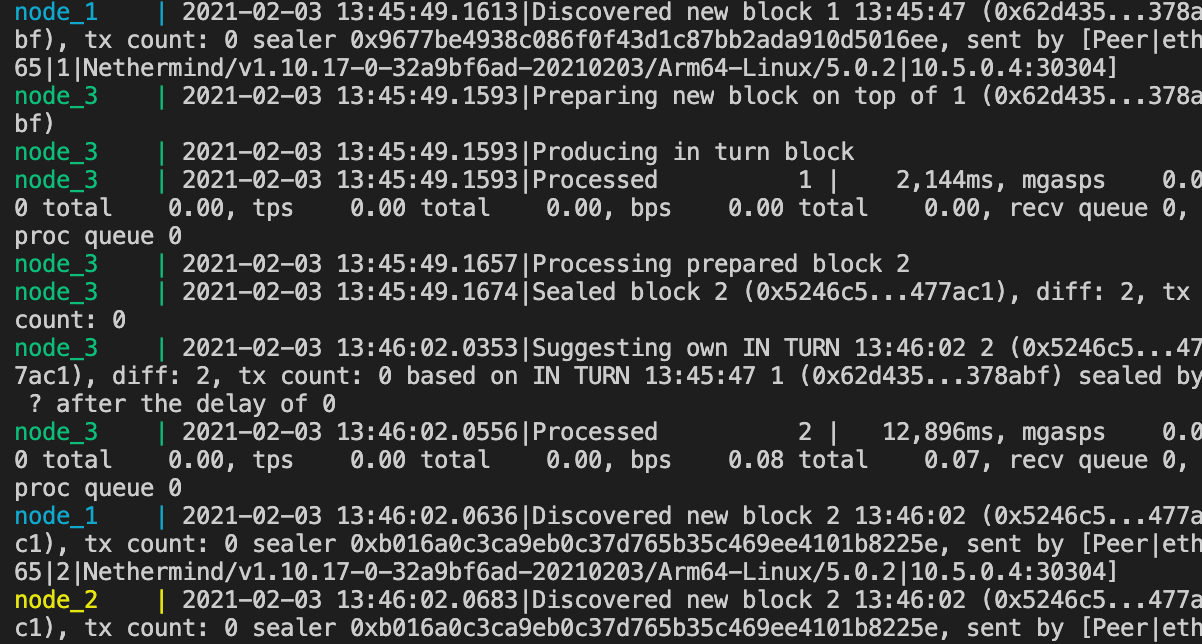 node_1    | 2021-02-03 13:45:49.1613|Discovered new block 1 13:45:47 (0x62d435...378a
bf), tx count: 0 sealer 0x9677be4938c086f0f43d1c87bb2ada910d5016ee, sent by [Peer|eth
65|1|Nethermind/v1.10.17-0-32a9bf6ad-20210203/Arm64-Linux/5.0.2|10.5.0.4:30304]
node_3    | 2021-02-03 13:45:49.1593|Preparing new block on top of 1 (0x62d435...378a
bf)
node_3    | 2021-02-03 13:45:49.1593|Producing in turn block
node_3    | 2021-02-03 13:45:49.1593|Processed          1 |    2,144ms, mgasps    0.0
0 total    0.00, tps    0.00 total    0.00, bps    0.00 total    0.00, recv queue 0,
proc queue 0
node_3    | 2021-02-03 13:45:49.1657|Processing prepared block 2
node_3    | 2021-02-03 13:45:49.1674|Sealed block 2 (0x5246c5...477ac1), diff: 2, tx
count: 0
node_3    | 2021-02-03 13:46:02.0353|Suggesting own IN TURN 13:46:02 2 (0x5246c5...47
7ac1), diff: 2, tx count: 0 based on IN TURN 13:45:47 1 (0x62d435...378abf) sealed by
 ? after the delay of 0
node_3    | 2021-02-03 13:46:02.0556|Processed          2 |   12,896ms, mgasps    0.0
0 total    0.00, tps    0.00 total    0.00, bps    0.08 total    0.07, recv queue 0,
proc queue 0
node_1    | 2021-02-03 13:46:02.0636|Discovered new block 2 13:46:02 (0x5246c5...477a
c1), tx count: 0 sealer 0xb016a0c3ca9eb0c37d765b35c469ee4101b8225e, sent by [Peer|eth
65|2|Nethermind/v1.10.17-0-32a9bf6ad-20210203/Arm64-Linux/5.0.2|10.5.0.4:30304]
node_2    | 2021-02-03 13:46:02.0683|Discovered new block 2 13:46:02 (0x5246c5...477a
c1), tx count: 0 sealer 0xb016a0c3ca9eb0c37d765b35c469ee4101b8225e, sent by [Peer|eth